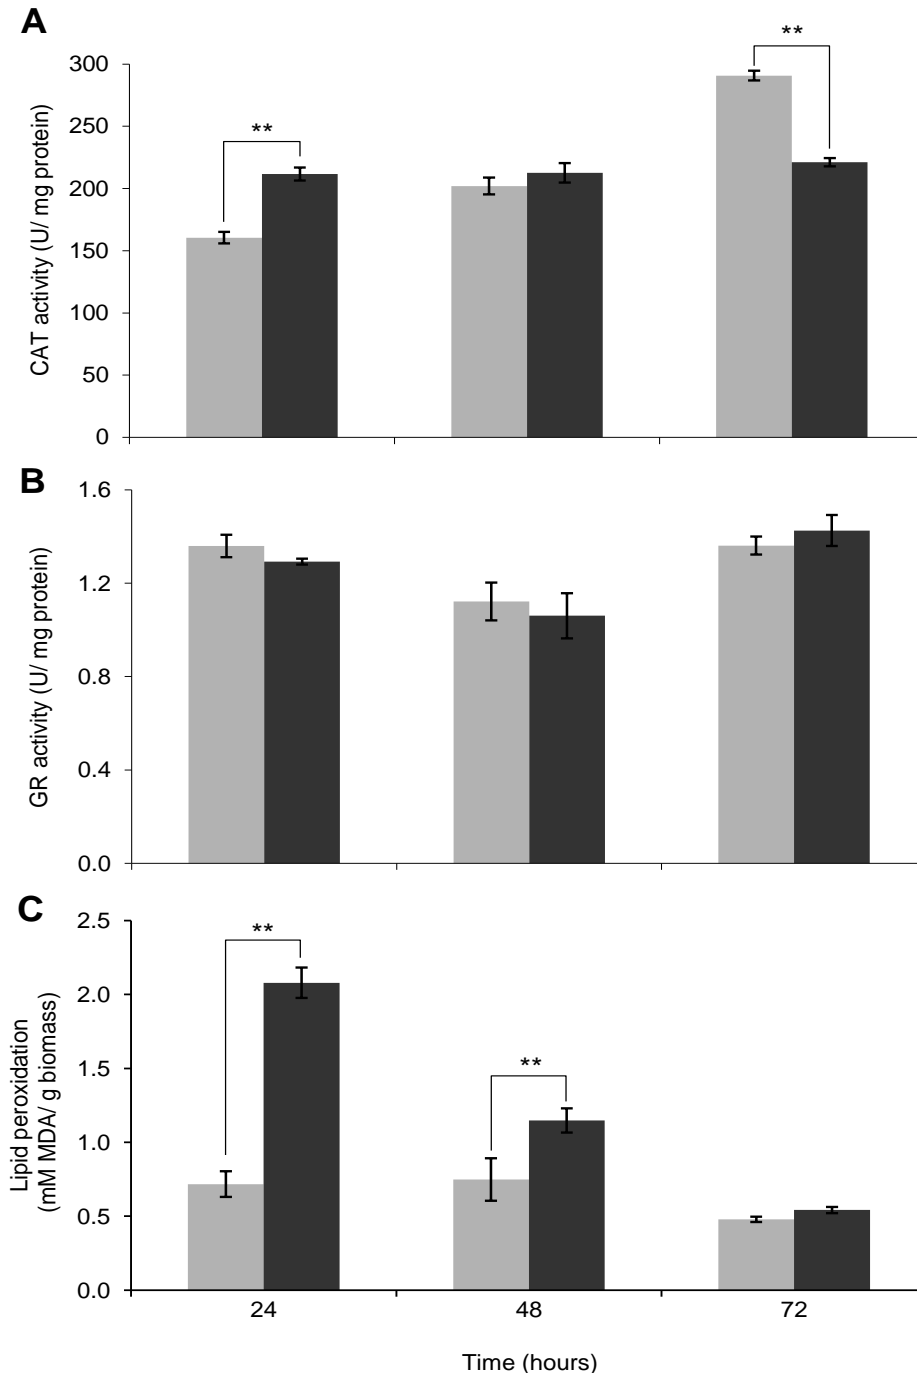 A
CAT activity (U/ mg protein)
300
250
200
150
100
50
0
**
**
B
GR activity (U/ mg protein)
1.6
1.2
0.8
0.4
0.0
C
Lipid peroxidation
(mM MDA/ g biomass)
2.5
2.0
1.5
1.0
0.5
0.0
**
**
24 48 72
Time (hours)